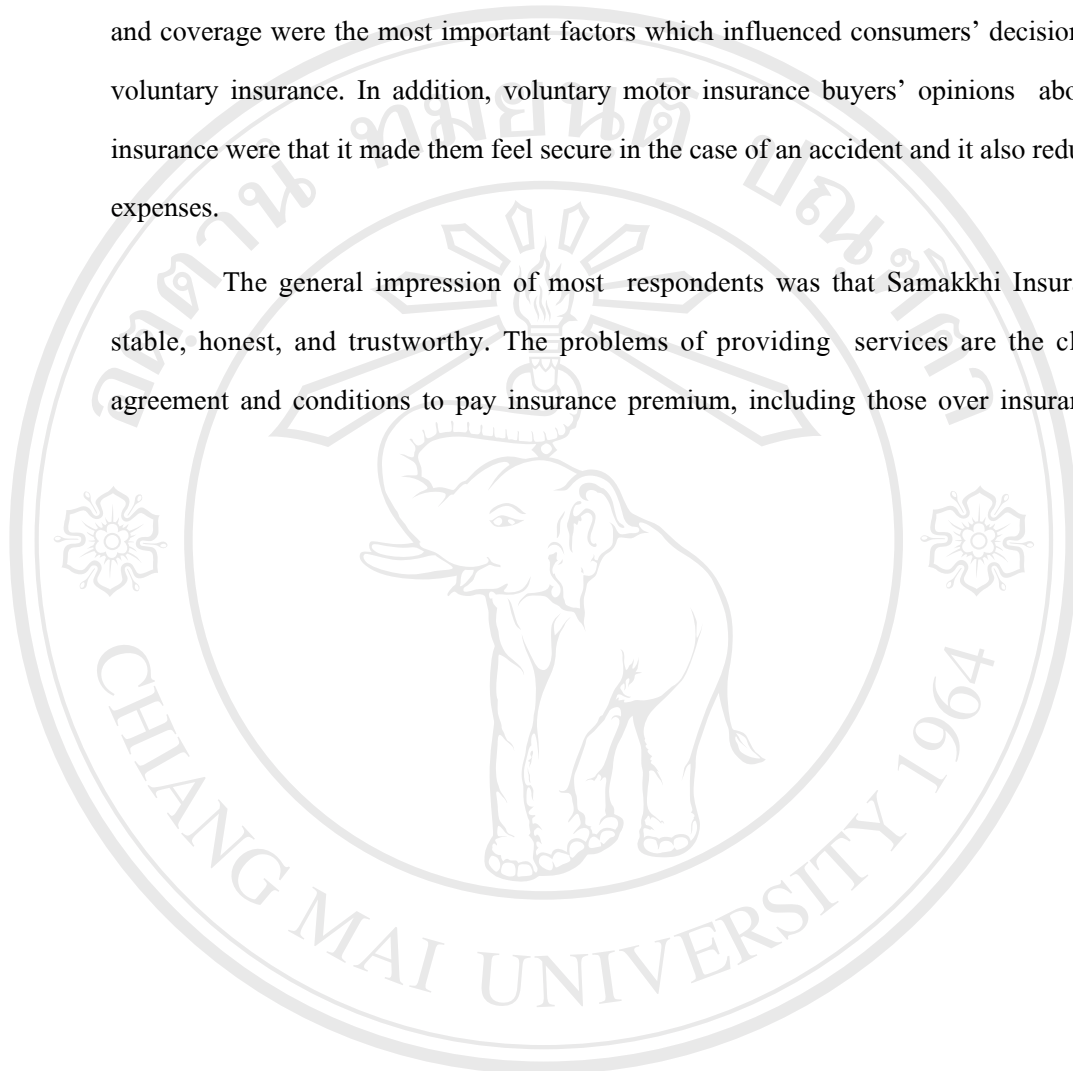 and coverage were the most important factors which influenced consumers’ decision
voluntary insurance. In addition, voluntary motor insurance buyers’ opinions
insurance were that it made them feel secure in the case of an accident and it also
expenses.
The general impression of most respondents was that Samakkhi
stable, honest, and trustworthy. The problems of providing services are the
agreement and conditions to pay insurance premium, including those over
CHIANG MAI UNIVERSITY 1964